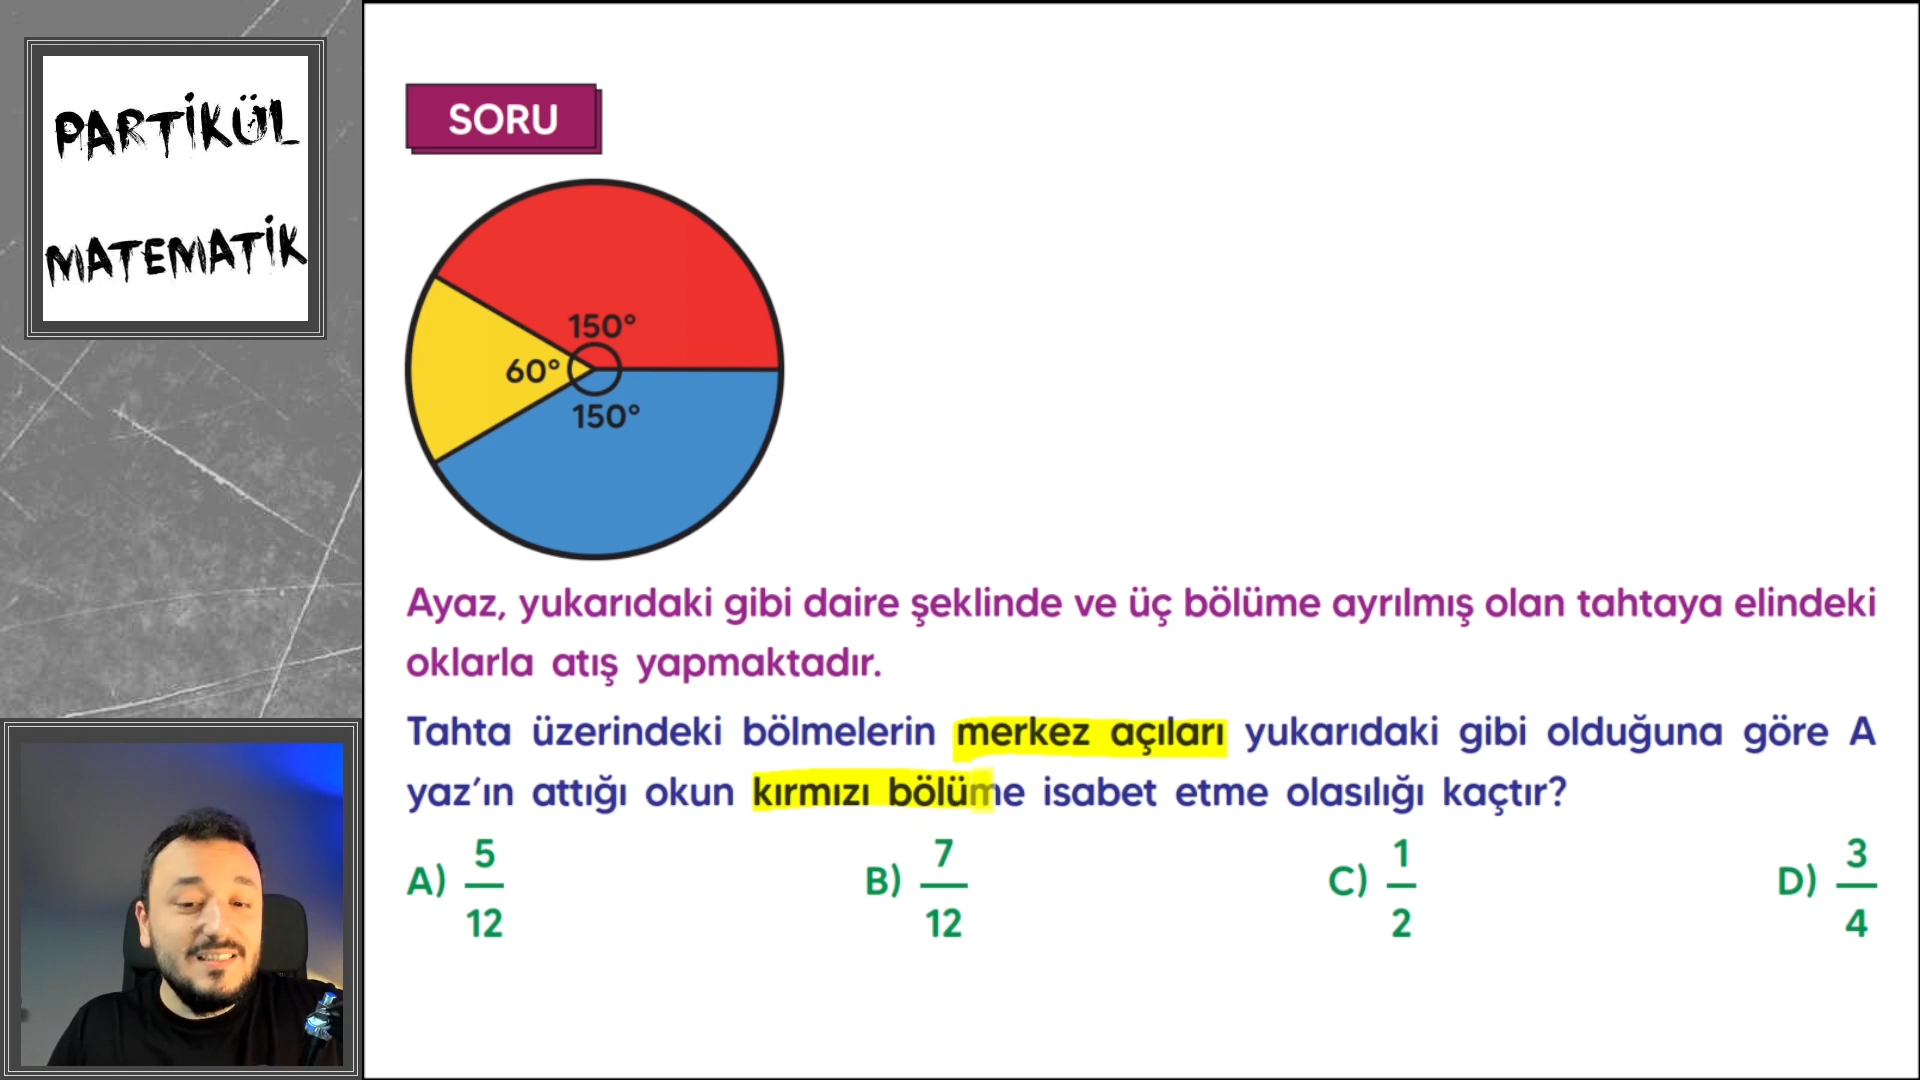 PARTİKÜL
MATEMATİK
SORU
150°
60°
150°
Ayaz, yukarıdaki gibi daire şeklinde ve üç bölüme ayrılmış olan tahtaya elindeki
oklarla atış yapmaktadır.
Tahta üzerindeki bölmelerin merkez açıları yukarıdaki gibi olduğuna göre A
yaz'ın attığı okun kırmızı bölüme isabet etme olasılığı kaçtır?
A) 5/12 B) 7/12 C) 1/2 D) 3/4